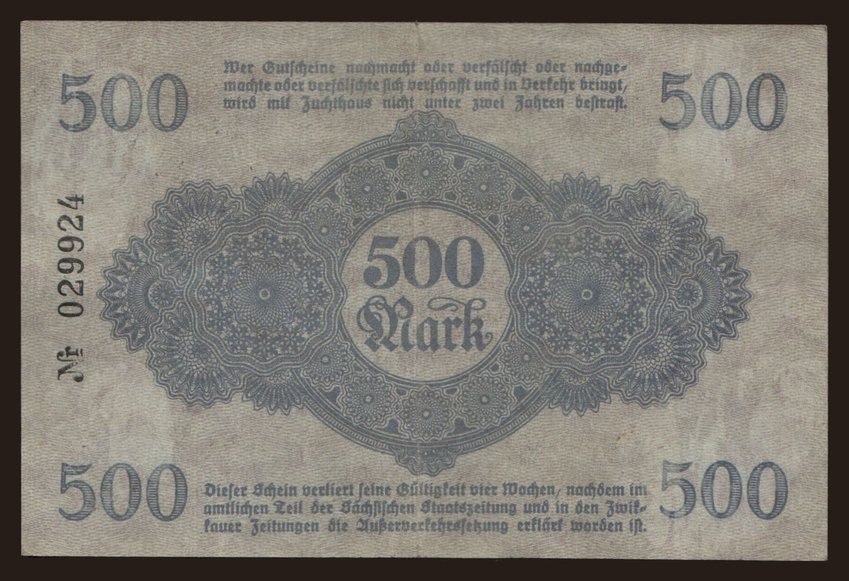 500
Wer Gutscheine nachmacht oder verfälscht oder nachge-
machte oder verfälschte sich verschafft und in Verkehr bringt,
wird mit Zuchthaus nicht unter zwei Jahren bestraft.
500
№ 029924
500
Mark
500
Dieser Schein verliert seine Gültigkeit vier Wochen, nachdem im
amtlichen Teil der Sächsischen Staatszeitung und in den Zwik-
kauer Zeitungen die Außerverkehrssetzung erklärt worden ist.
500